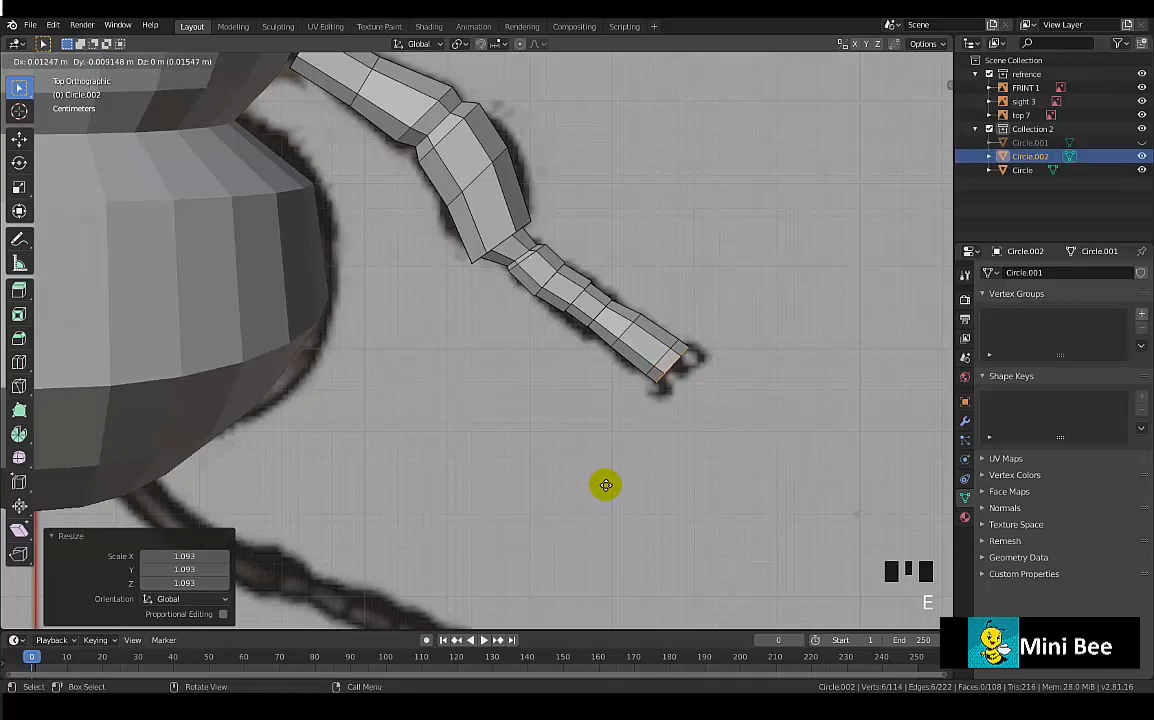 File Edit Render Window Help Layout Modeling Sculpting UV Editing Texture Paint Shading Animation Rendering Compositing Scripting + Scene View Layer
Global X Y Z Options
Dx: 0.01247 m Dy: -0.009148 m Dz: 0 m (0.01547 m)
Top Orthographic
(0) Circle.002
Centimeters
Scene Collection
refrence
FRINT 1
sight 3
top 7
Collection 2
Circle.001
Circle.002
Circle
Circle.002 Circle.001
Circle.001
Vertex Groups
Shape Keys
UV Maps
Vertex Colors
Face Maps
Normals
Texture Space
Remesh
Geometry Data
Custom Properties
Resize
Scale X 1.093
Y 1.093
Z 1.093
Orientation Global
Proportional Editing
E
Mini Bee
Playback Keying View Marker 0 Start 1 End 250
0 10 20 30 40 50 60 70 80 90 100 110 120 130 140 150 160 170 180 190 200 210 220 230 240 250
Select Box Select Rotate View Call Menu Circle.002 | Verts:6/114 | Edges:6/222 | Faces:0/108 | Tris:216 | Mem: 28.0 MiB | v2.81.16